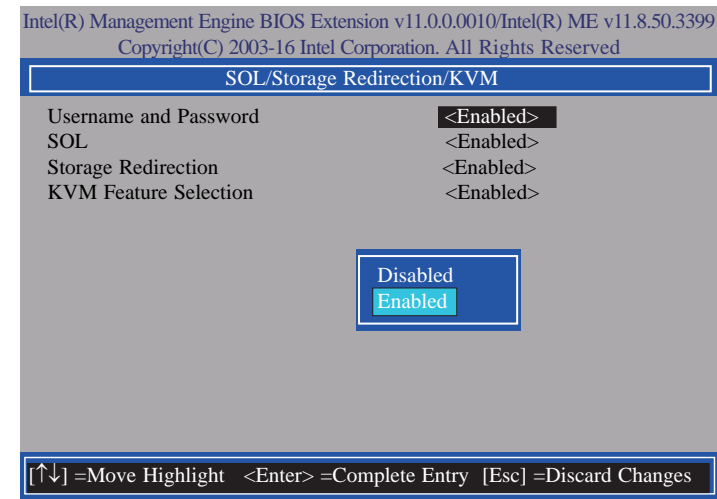 Intel(R) Management Engine BIOS Extension v11.0.0.0010/Intel(R) ME v11.8.50.3399
Copyright(C) 2003-16 Intel Corporation. All Rights Reserved
SOL/Storage Redirection/KVM
Username and Password <Enabled>
SOL <Enabled>
Storage Redirection <Enabled>
KVM Feature Selection <Enabled>
Disabled
Enabled
[↑↓] =Move Highlight <Enter> =Complete Entry [Esc] =Discard Changes